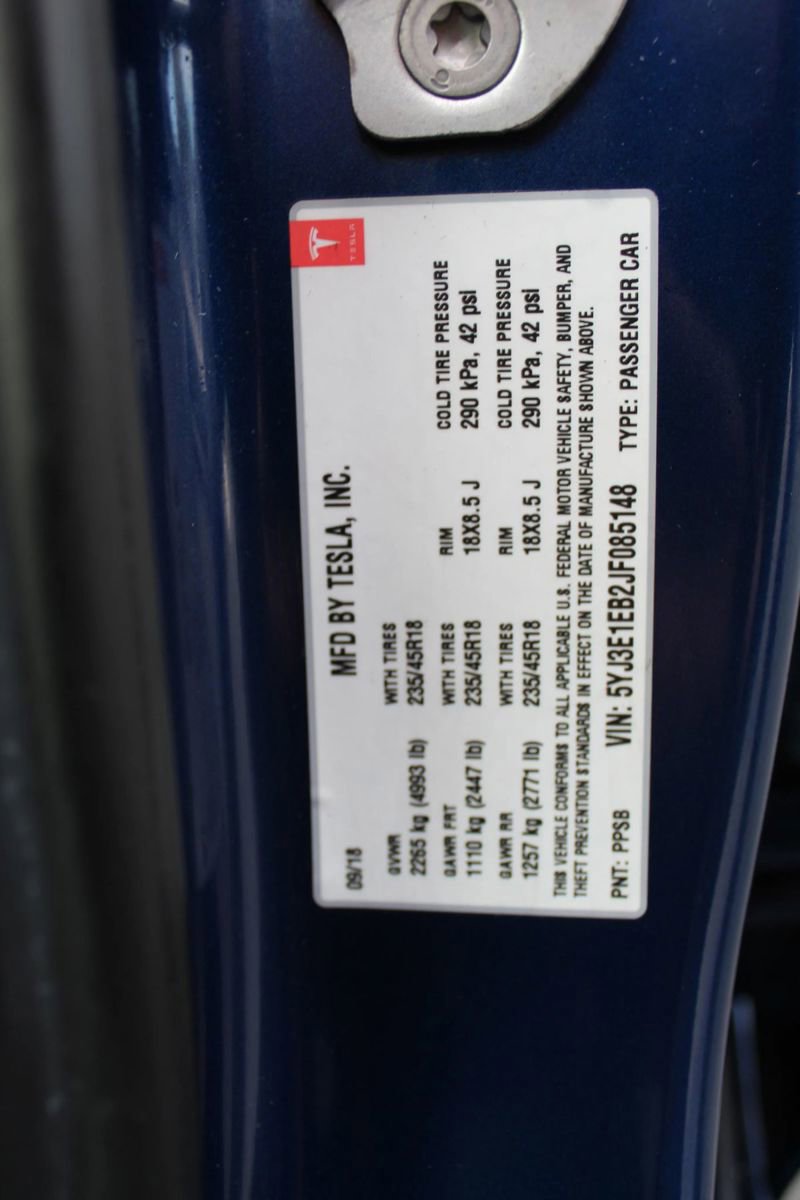 TESLA
MFD BY TESLA, INC.
09/18
GVWR WITH TIRES
2265 kg (4993 lb) 235/45R18
GAWR FRT WITH TIRES RIM COLD TIRE PRESSURE
1110 kg (2447 lb) 235/45R18 18X8.5 J 290 kPa, 42 psi
GAWR RR WITH TIRES RIM COLD TIRE PRESSURE
1257 kg (2771 lb) 235/45R18 18X8.5 J 290 kPa, 42 psi
THIS VEHICLE CONFORMS TO ALL APPLICABLE U.S. FEDERAL MOTOR VEHICLE SAFETY, BUMPER, AND
THEFT PREVENTION STANDARDS IN EFFECT ON THE DATE OF MANUFACTURE SHOWN ABOVE.
PNT: PPSB VIN: 5YJ3E1EB2JF085148 TYPE: PASSENGER CAR